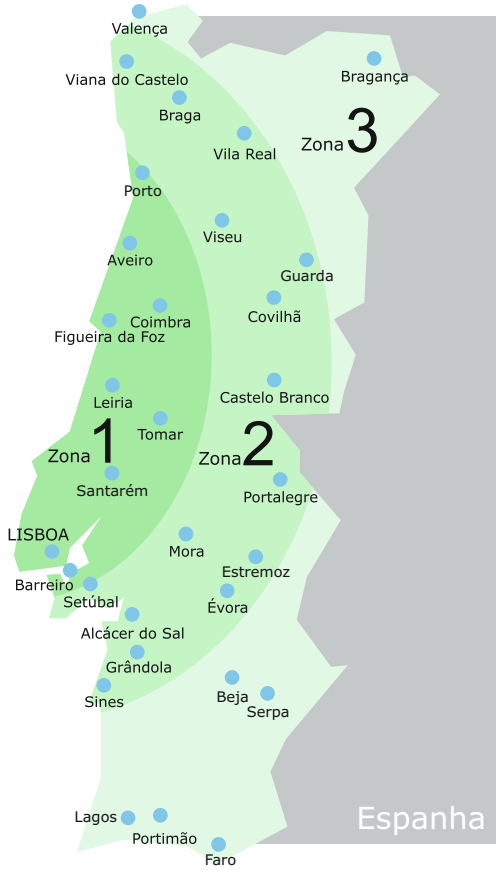 Valença
Viana do Castelo
Bragança
Braga
Zona 3
Vila Real
Porto
Viseu
Aveiro
Guarda
Covilhã
Coimbra
Figueira da Foz
Castelo Branco
Leiria
Tomar
Zona 1
Zona 2
Santarém
Portalegre
LISBOA
Mora
Estremoz
Barreiro
Setúbal
Évora
Alcácer do Sal
Grândola
Beja
Sines
Serpa
Lagos
Espanha
Portimão
Faro